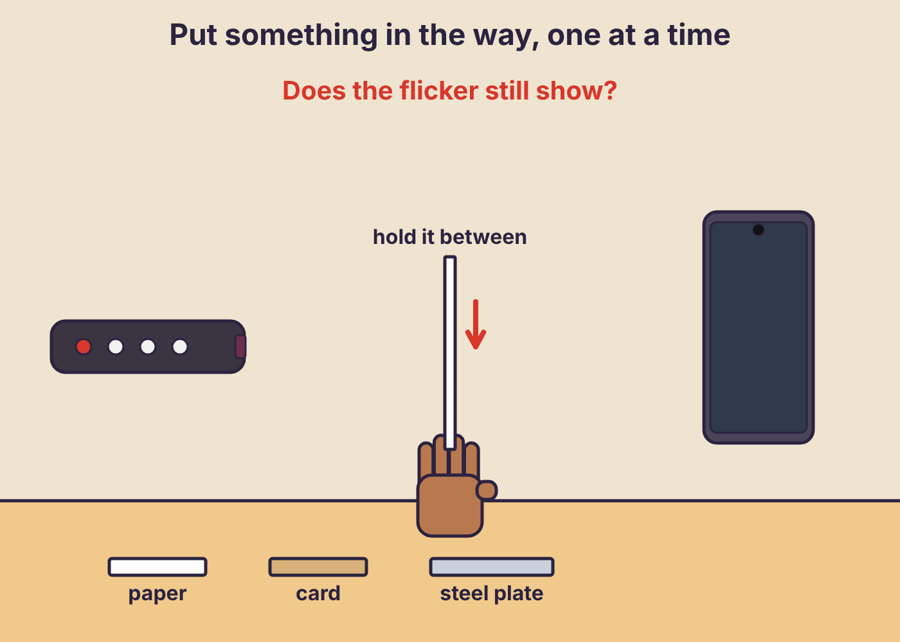 Put something in the way, one at a time
Does the flicker still show?
hold it between
paper
card
steel plate